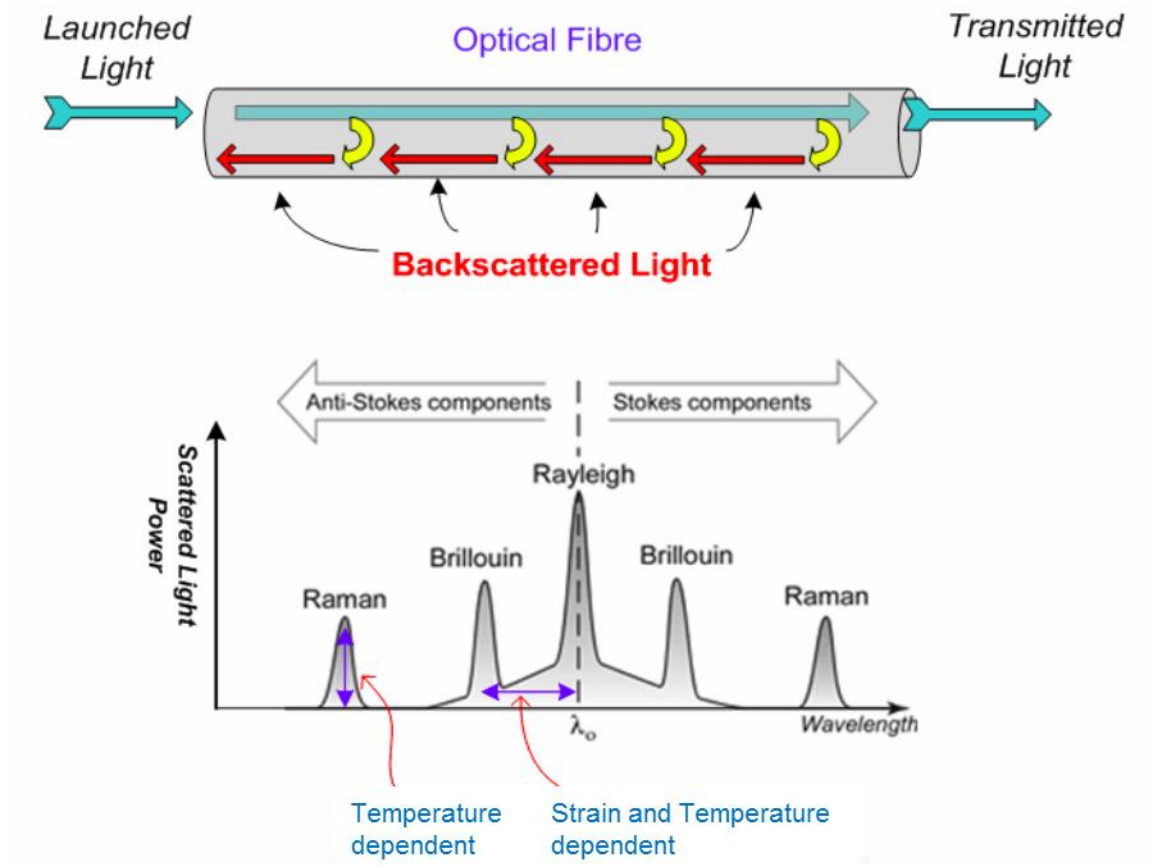 Launched
Light
Optical Fibre
Transmitted
Light
Backscattered Light
Anti-Stokes components
Stokes components
Scattered Light
Power
Rayleigh
Brillouin
Brillouin
Raman
Raman
λo
Wavelength
Temperature
dependent
Strain and Temperature
dependent